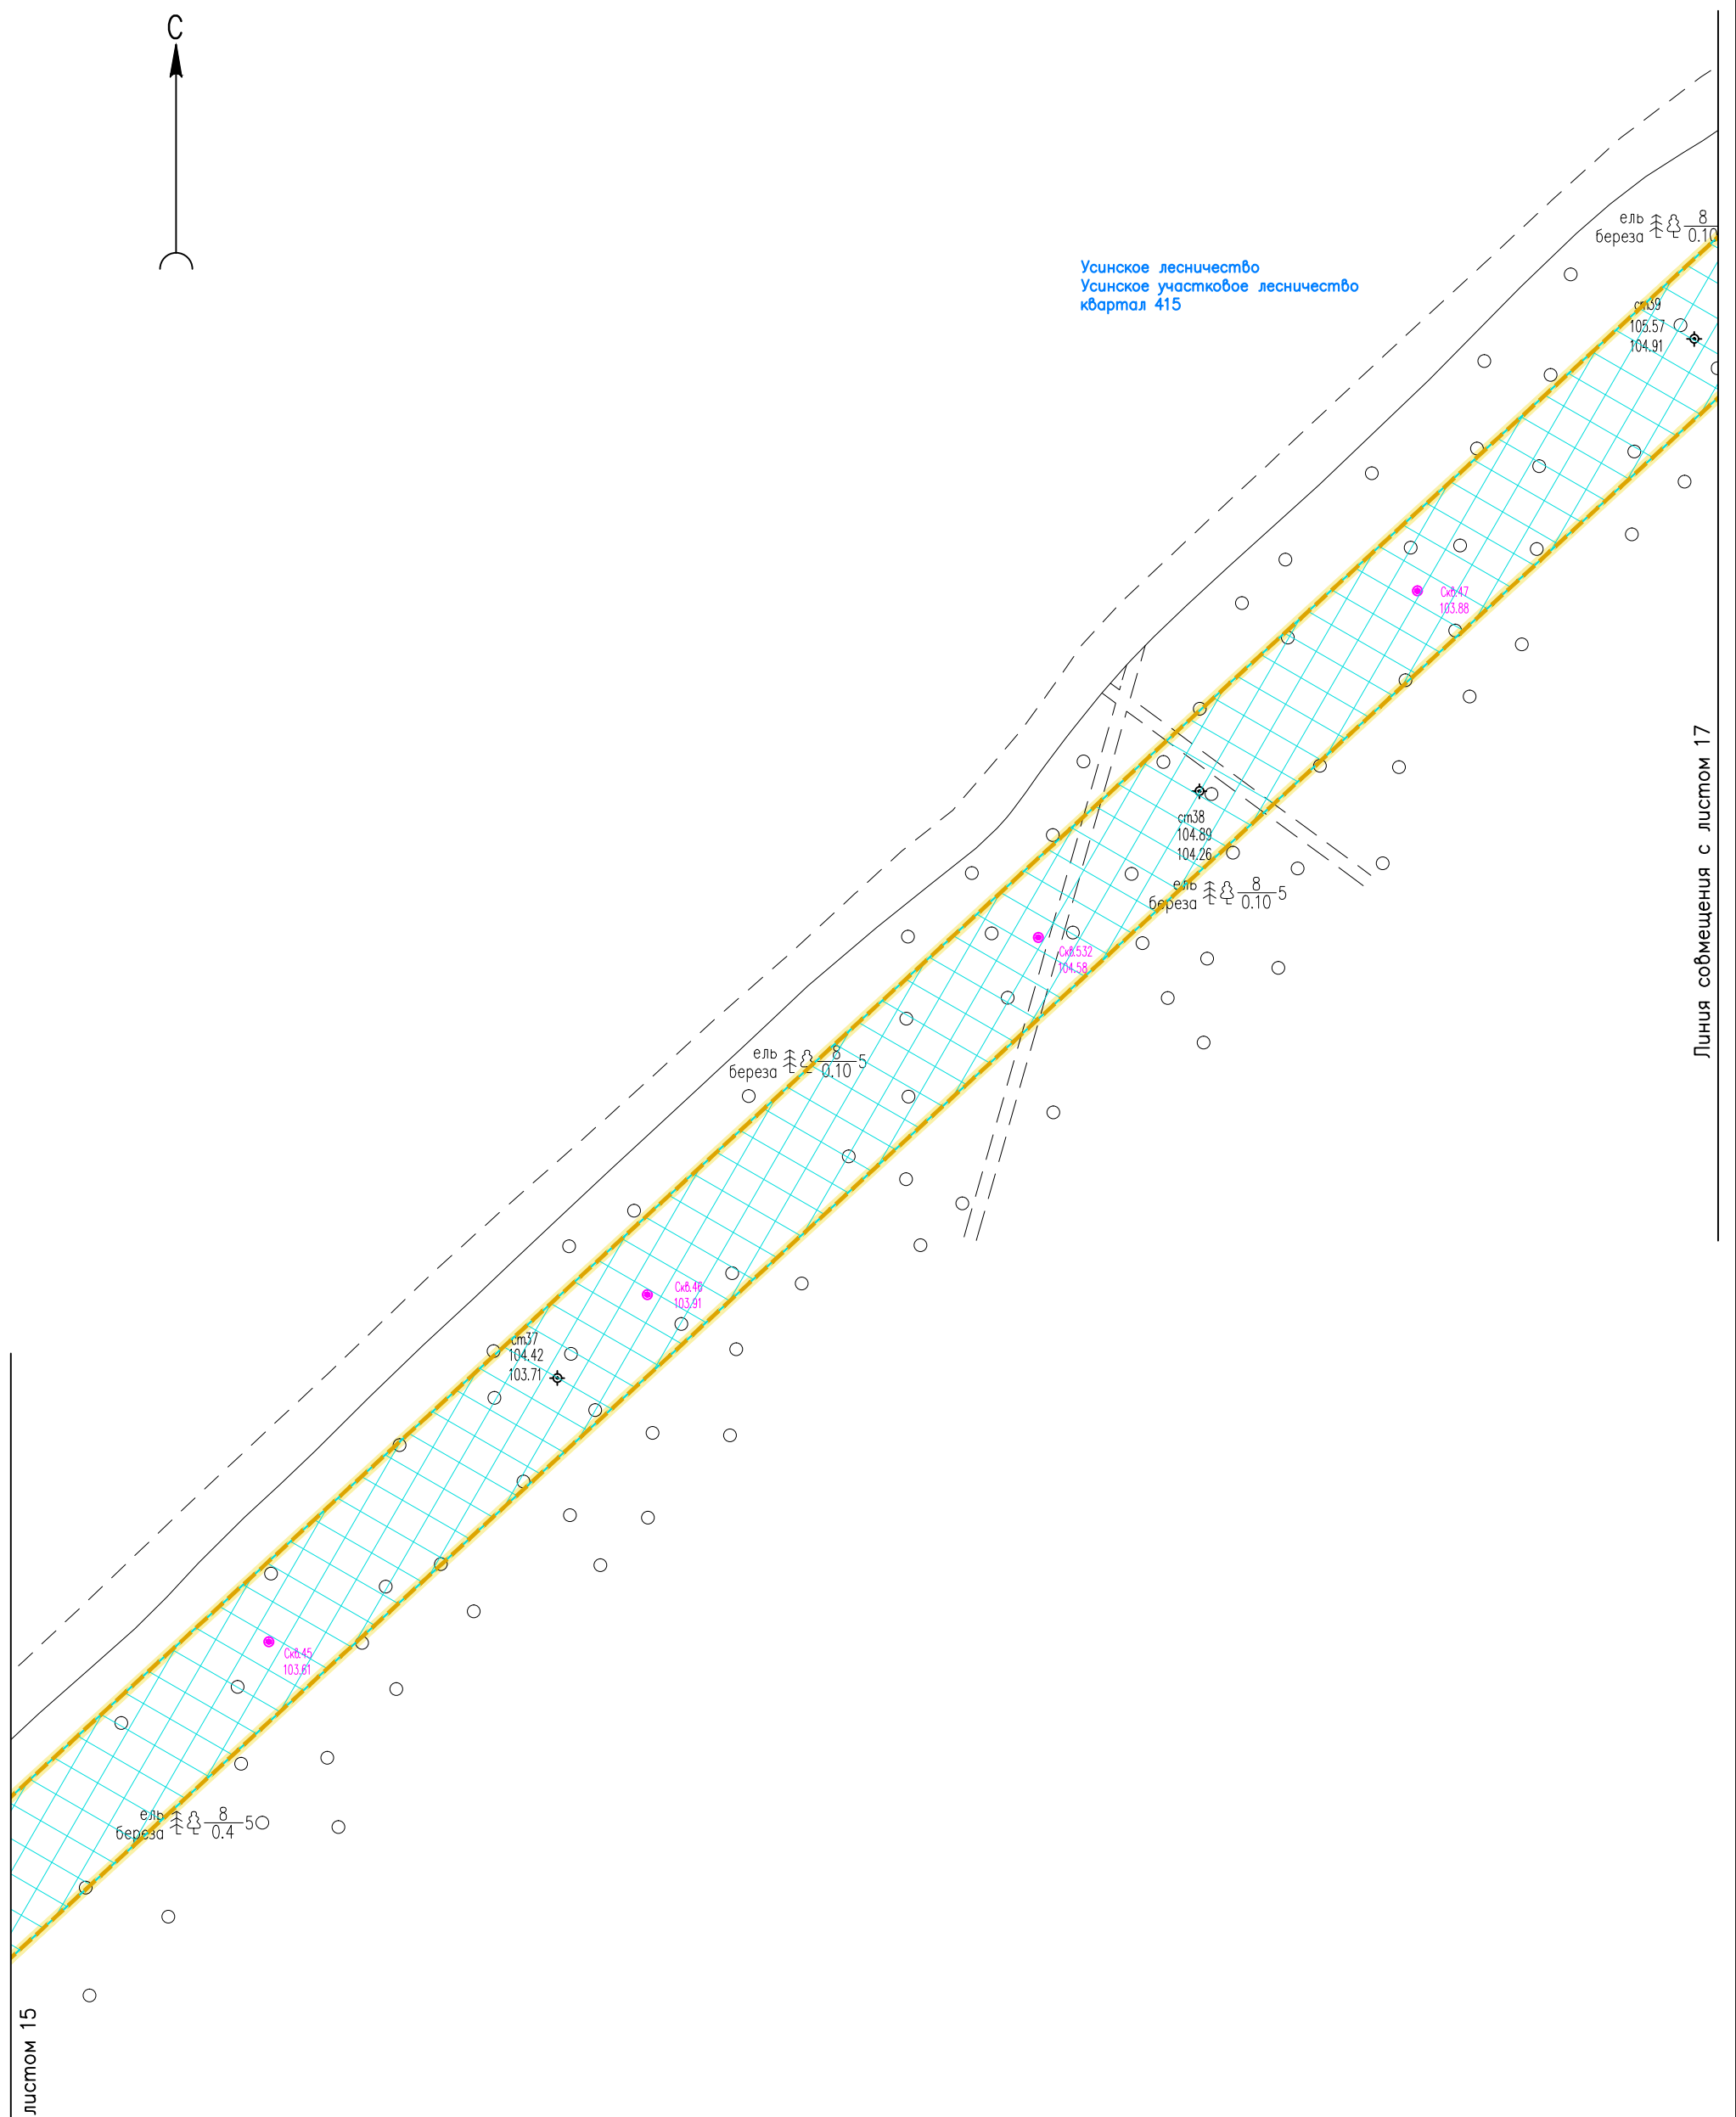 С
ель
береза
8
0.10
Усинское лесничество
Усинское участковое лесничество
квартал 415
ст39
105.57
104.91
Скв.47
103.88
Линия совмещения с листом 17
ст38
104.89
104.26
ель
береза
8
0.10
5
Скв.532
104.58
ель
береза
8
0.10
5
Скв.46
103.91
ст37
104.42
103.71
Скв.45
103.61
ель
береза
8
0.4
5
листом 15